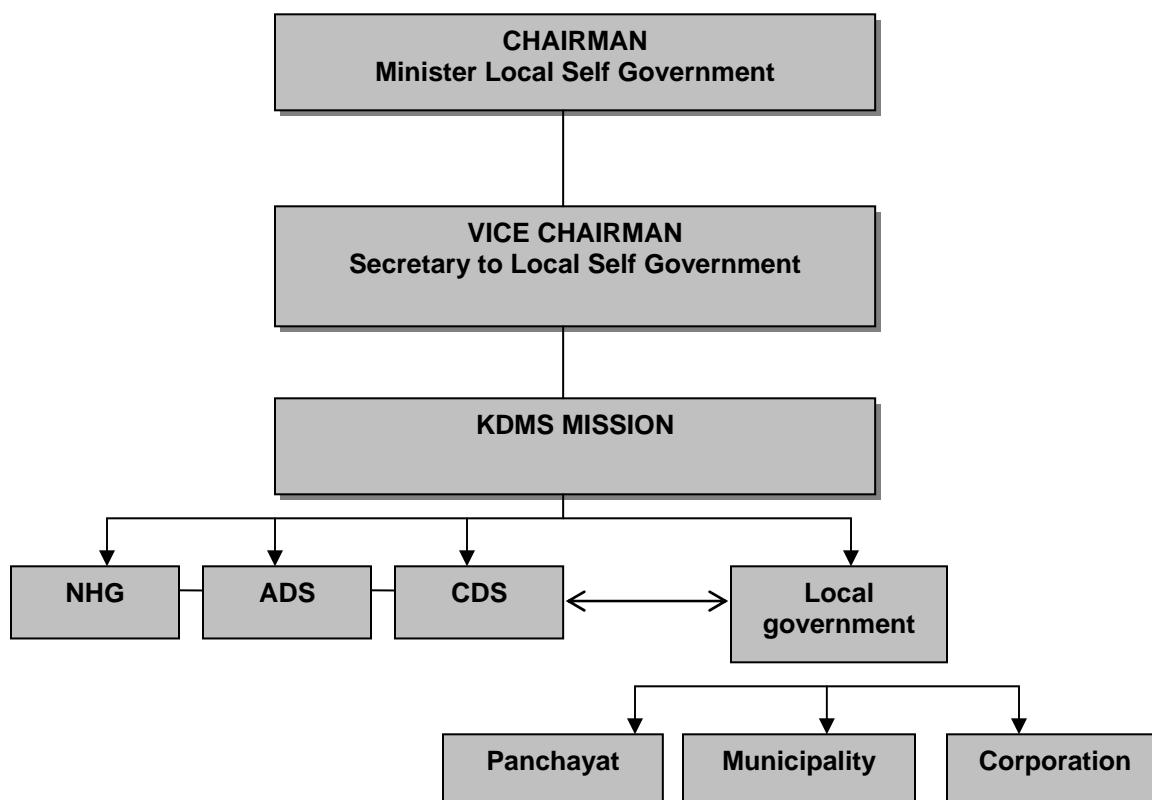 CHAIRMAN
Minister Local Self Government
VICE CHAIRMAN
Secretary to Local Self Government
KDMS MISSION
NHG
ADS
CDS
Local
government
Panchayat
Municipality
Corporation